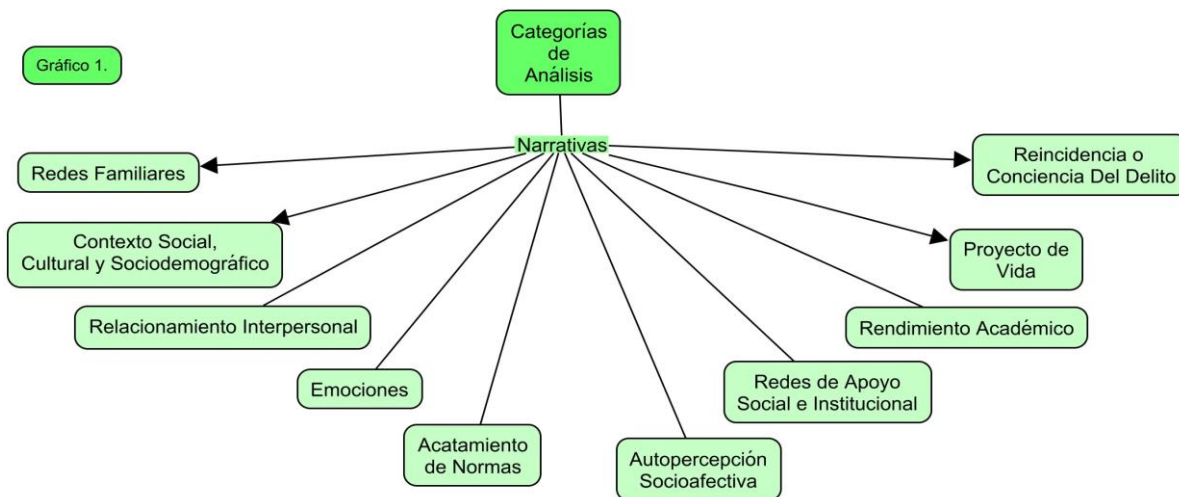 Categorías
de
Análisis
Gráfico 1.
Narrativas
Redes Familiares
Reincidencia o
Conciencia Del Delito
Contexto Social,
Cultural y Sociodemográfico
Proyecto de
Vida
Relacionamiento Interpersonal
Rendimiento Académico
Emociones
Redes de Apoyo
Social e Institucional
Acatamiento
de Normas
Autopercepción
Socioafectiva